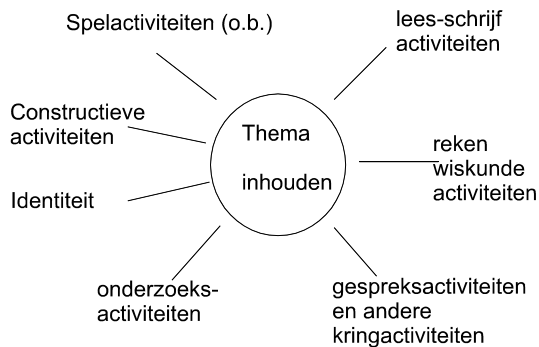 Spelactiviteiten (o.b.)
lees-schrijf
activiteiten
Constructieve
activiteiten
Thema
inhouden
reken
wiskunde
activiteiten
Identiteit
onderzoeks-
activiteiten
gespreksactiviteiten
en andere
kringactiviteiten